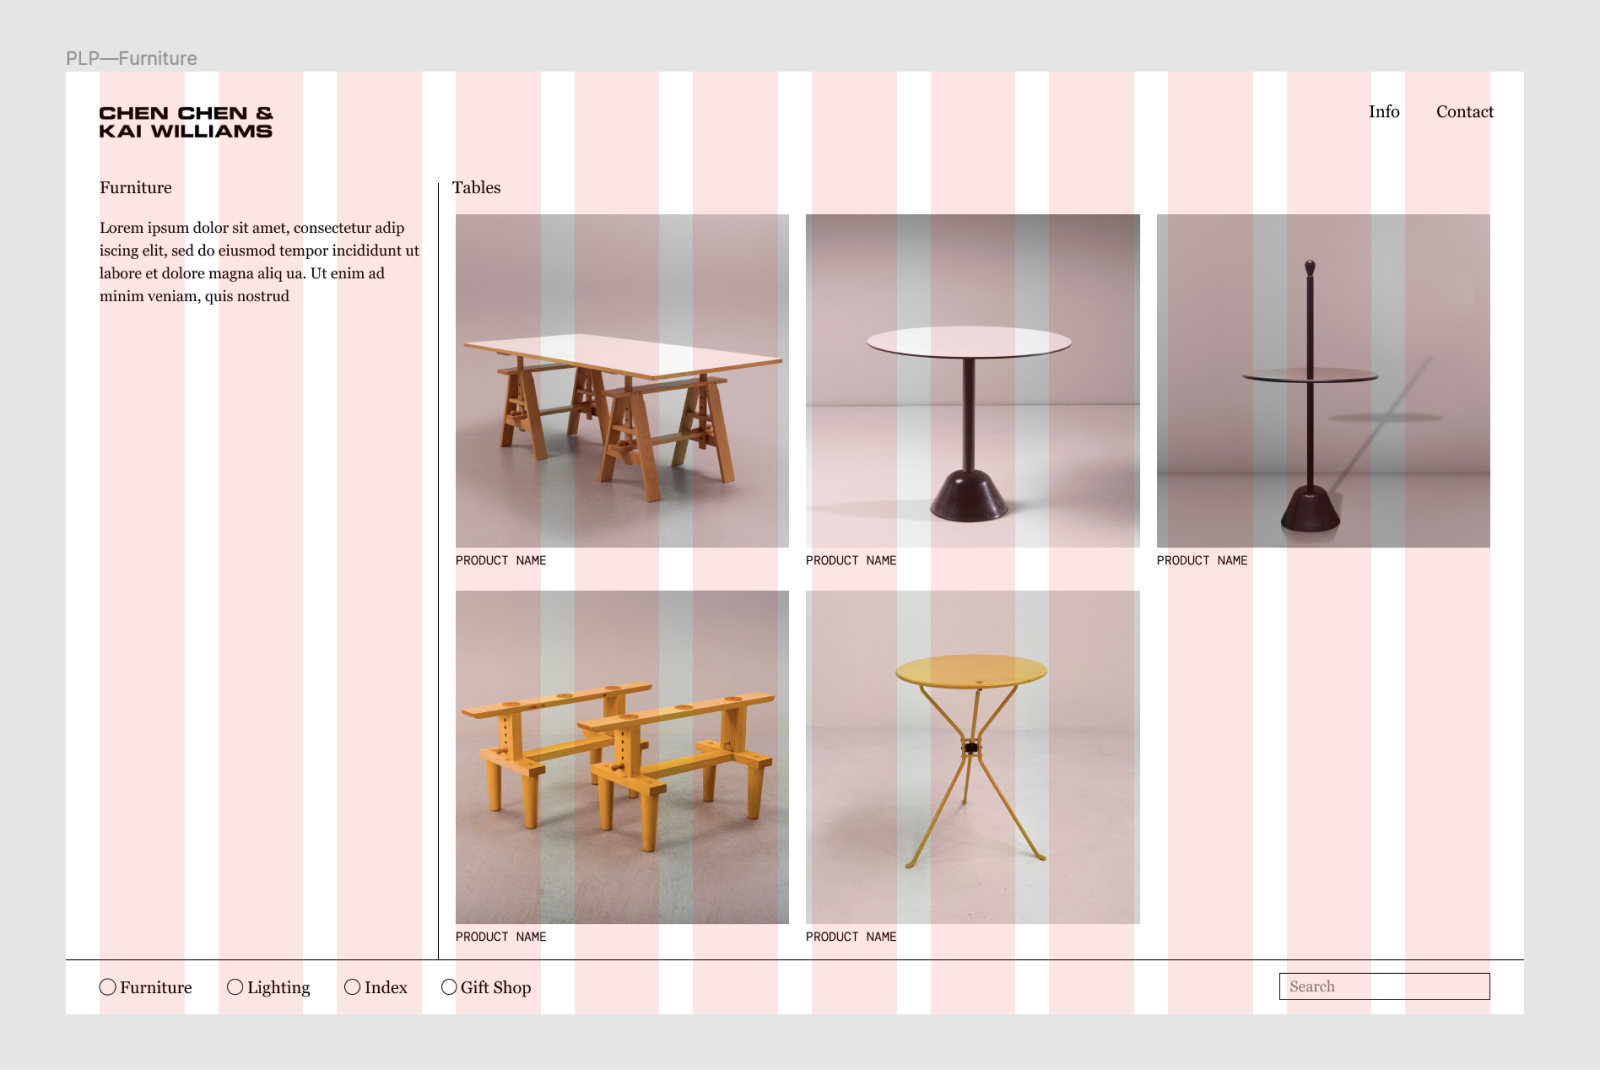 PLP—Furniture
CHEN CHEN &
KAI WILLIAMS
Info
Contact
Furniture
Lorem ipsum dolor sit amet, consectetur adip
iscing elit, sed do eiusmod tempor incididunt ut
labore et dolore magna aliq ua. Ut enim ad
minim veniam, quis nostrud
Tables
PRODUCT NAME
PRODUCT NAME
PRODUCT NAME
PRODUCT NAME
PRODUCT NAME
Furniture
Lighting
Index
Gift Shop
Search